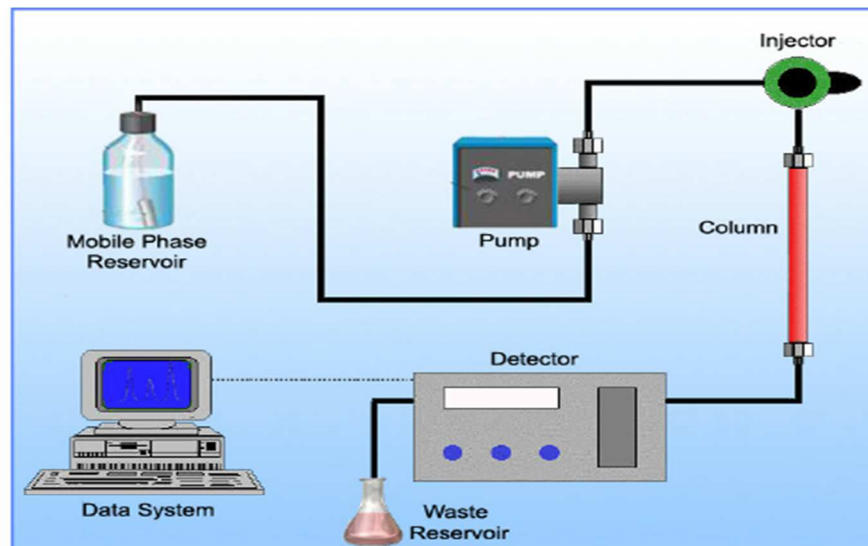 Injector
PUMP
Mobile Phase
Reservoir
Pump
Column
Detector
Data System
Waste
Reservoir